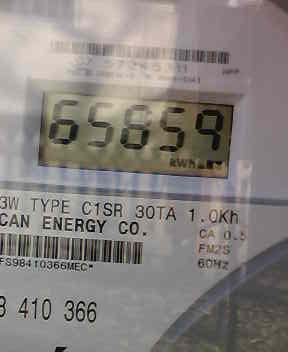 65859
KWh
3W TYPE C1SR 30TA 1.0Kh
CAN ENERGY CO.
CA 0.5
FM2S
60Hz
FS98410366MEC*
8 410 366